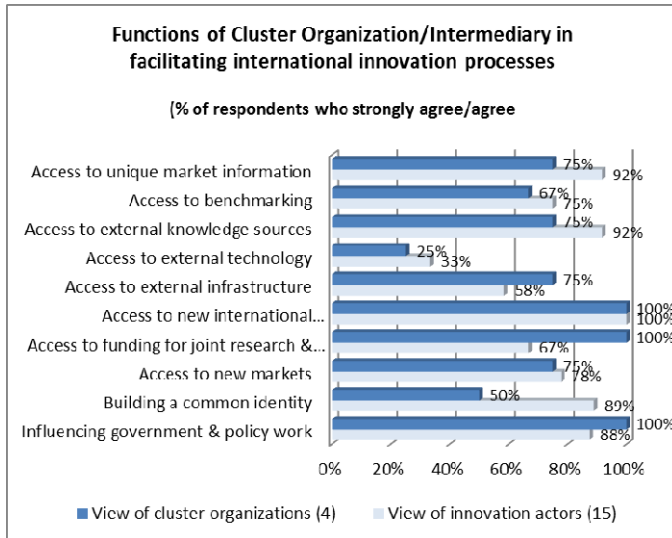 Functions of Cluster Organization/Intermediary in
facilitating international innovation processes
(% of respondents who strongly agree/agree
Access to unique market information
75%
92%
Access to benchmarking
67%
75%
Access to external knowledge sources
75%
92%
Access to external technology
25%
33%
Access to external infrastructure
75%
58%
Access to new international...
100%
100%
Access to funding for joint research &...
100%
67%
Access to new markets
75%
78%
Building a common identity
50%
89%
Influencing government & policy work
100%
88%
0% 20% 40% 60% 80% 100%
View of cluster organizations (4) View of innovation actors (15)